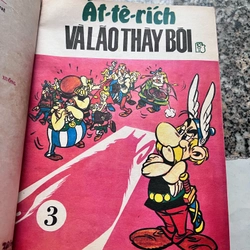 Át-tê-rích
VÀ LÃO THẦY BÓI
3